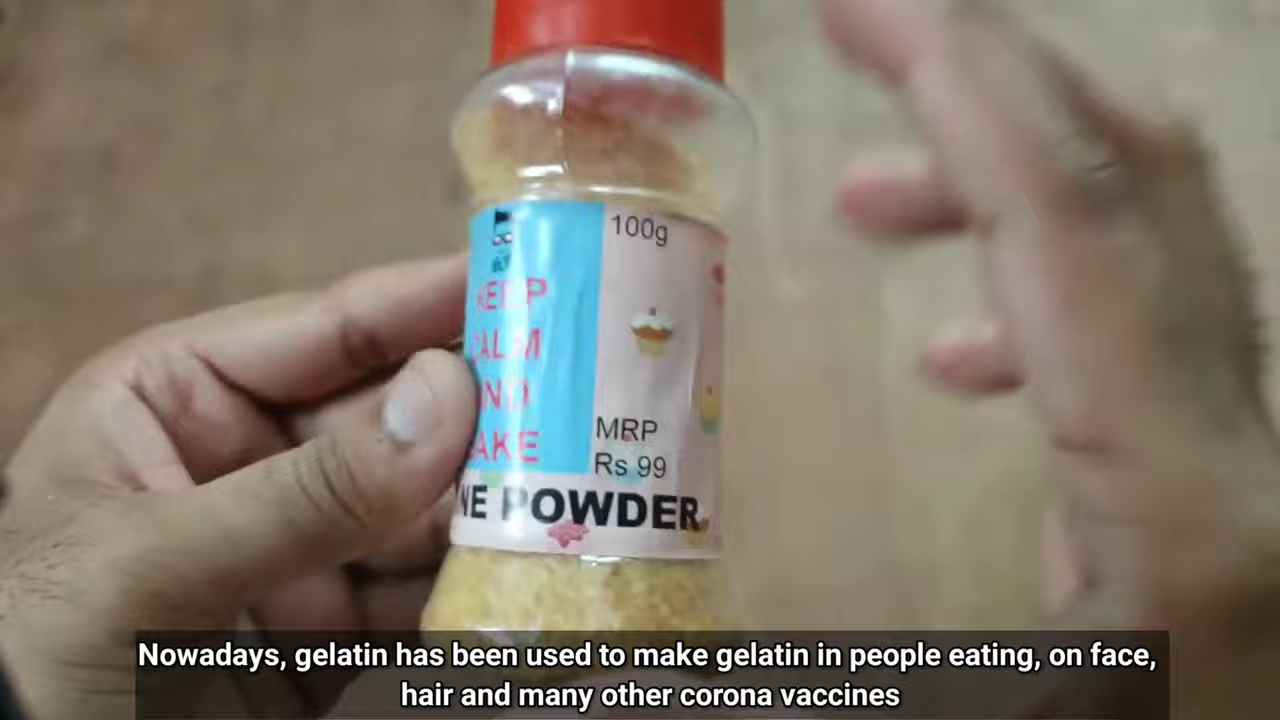 100g
CALM
MRP
Rs 99
POWDER
Nowadays, gelatin has been used to make gelatin in people eating, on face,
hair and many other corona vaccines